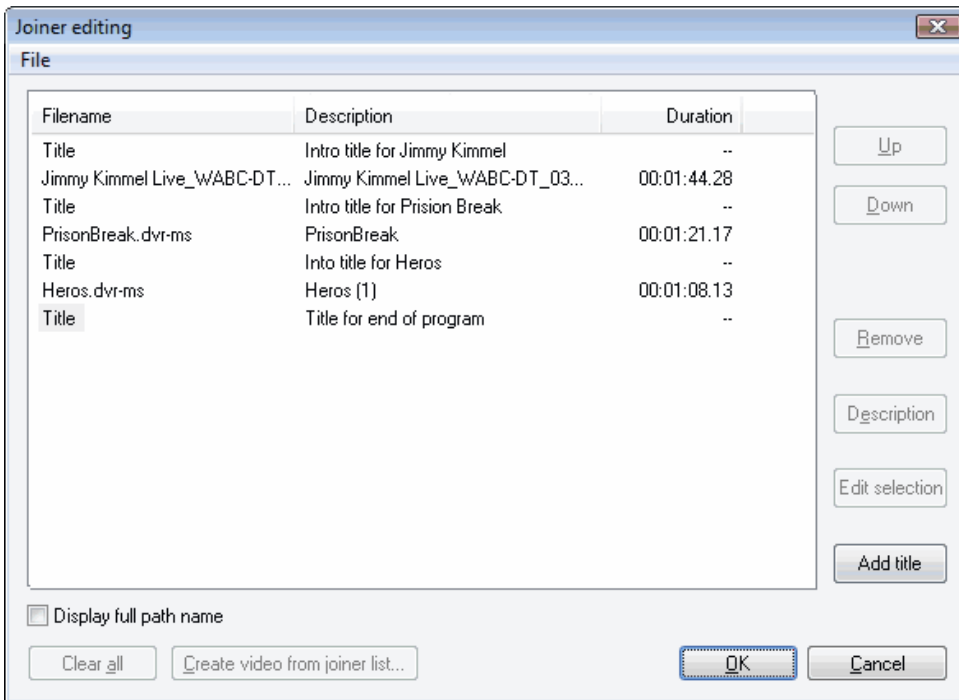 Joiner editing
File
Filename Description Duration
Title Intro title for Jimmy Kimmel --
Jimmy Kimmel Live_WABC-DT... Jimmy Kimmel Live_WABC-DT_03... 00:01:44.28
Title Intro title for Prision Break --
PrisonBreak.dvr-ms PrisonBreak 00:01:21.17
Title Into title for Heros --
Heros.dvr-ms Heros (1) 00:01:08.13
Title Title for end of program --
Up
Down
Remove
Description
Edit selection
Add title
Display full path name
Clear all Create video from joiner list... OK Cancel